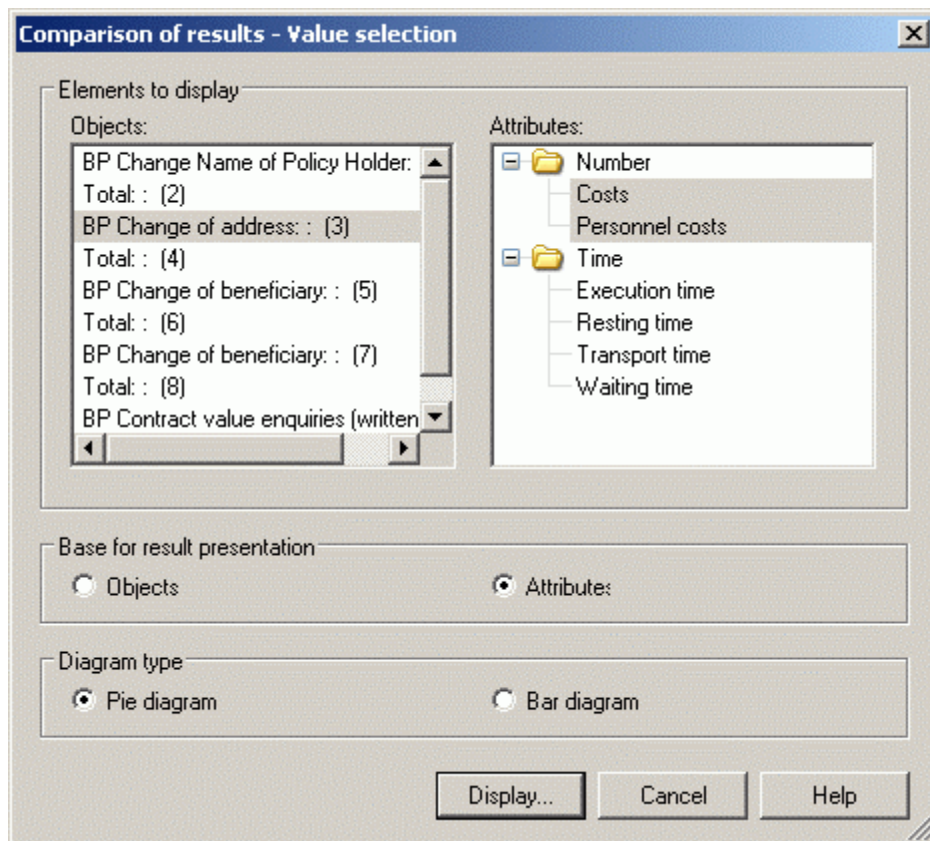 Comparison of results - Value selection
Elements to display
Objects:
BP Change Name of Policy Holder:
Total: : (2)
BP Change of address: : (3)
Total: : (4)
BP Change of beneficiary: : (5)
Total: : (6)
BP Change of beneficiary: : (7)
Total: : (8)
BP Contract value enquiries (written
Attributes:
Number
Costs
Personnel costs
Time
Execution time
Resting time
Transport time
Waiting time
Base for result presentation
Objects
Attributes
Diagram type
Pie diagram
Bar diagram
Display...
Cancel
Help